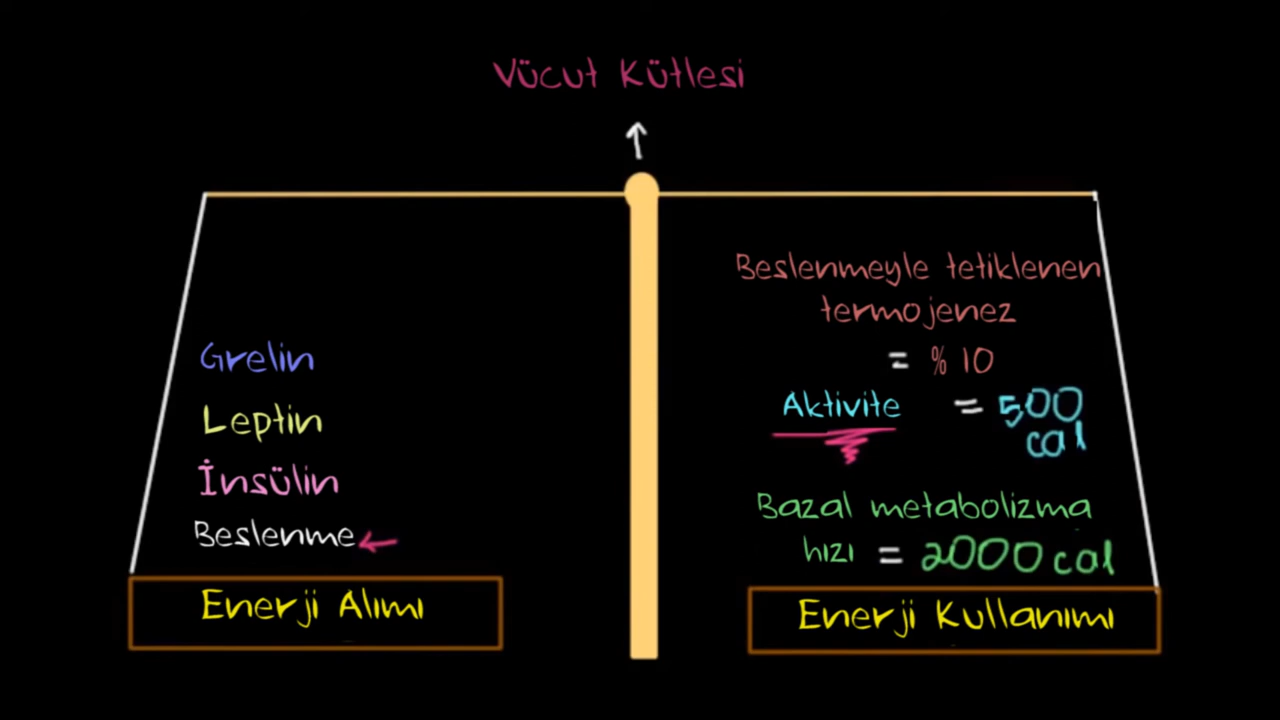 Vücut Kütlesi
Grelin
Leptin
İnsülin
Beslenme
Enerji Alımı
Beslenmeyle tetiklenen
termojenez
= % 10
Aktivite = 500
cal
Bazal metabolizma
hızı = 2000 cal
Enerji Kullanımı